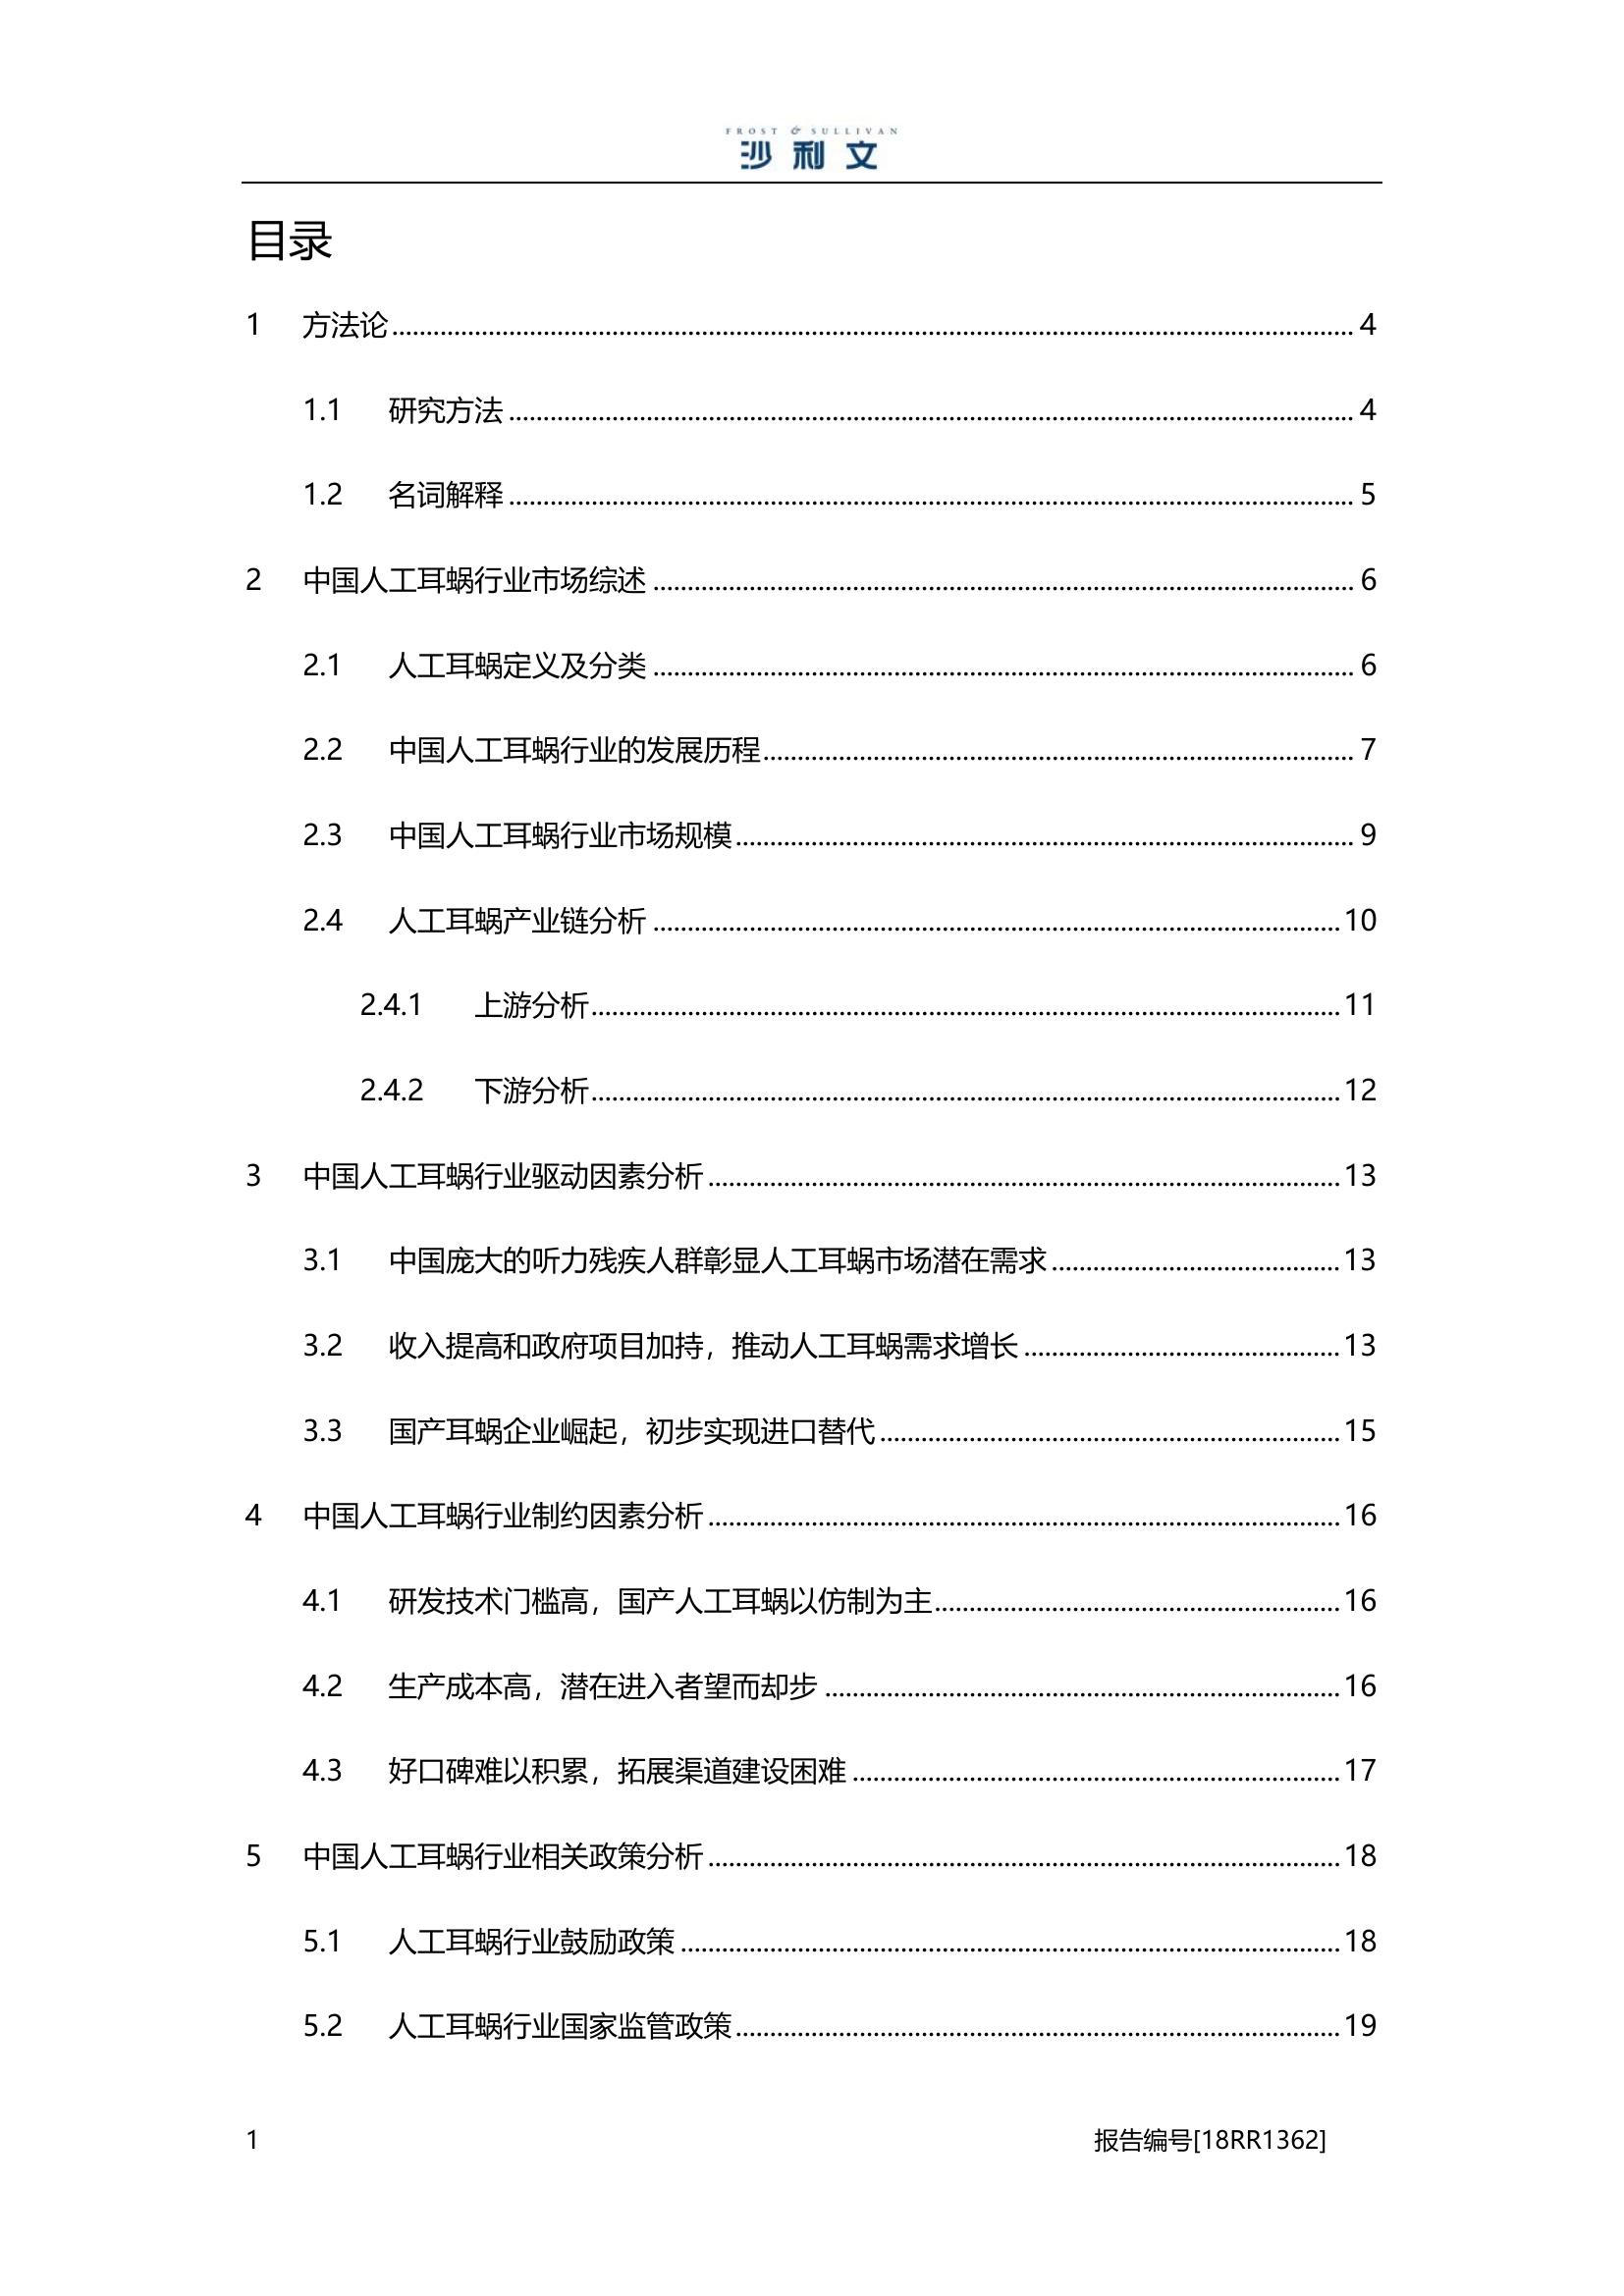 FROST & SULLIVAN
沙利文
目录
1 方法论........ 4
1.1 研究方法........ 4
1.2 名词解释........ 5
2 中国人工耳蜗行业市场综述........ 6
2.1 人工耳蜗定义及分类........ 6
2.2 中国人工耳蜗行业的发展历程........ 7
2.3 中国人工耳蜗行业市场规模........ 9
2.4 人工耳蜗产业链分析........ 10
2.4.1 上游分析........ 11
2.4.2 下游分析........ 12
3 中国人工耳蜗行业驱动因素分析........ 13
3.1 中国庞大的听力残疾人群彰显人工耳蜗市场潜在需求........ 13
3.2 收入提高和政府项目加持，推动人工耳蜗需求增长........ 13
3.3 国产耳蜗企业崛起，初步实现进口替代........ 15
4 中国人工耳蜗行业制约因素分析........ 16
4.1 研发技术门槛高，国产人工耳蜗以仿制为主........ 16
4.2 生产成本高，潜在进入者望而却步........ 16
4.3 好口碑难以积累，拓展渠道建设困难........ 17
5 中国人工耳蜗行业相关政策分析........ 18
5.1 人工耳蜗行业鼓励政策........ 18
5.2 人工耳蜗行业国家监管政策........ 19
1 报告编号[18RR1362]